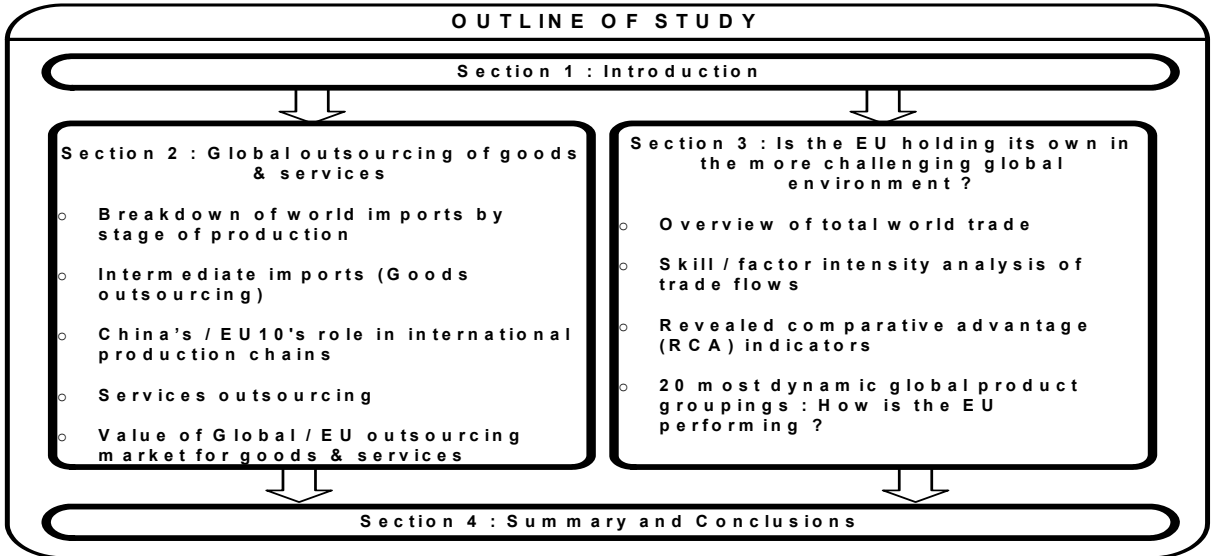 OUTLINE OF STUDY
Section 1 : Introduction
Section 2 : Global outsourcing of goods
& services
○ Breakdown of world imports by
stage of production
○ Intermediate imports (Goods
outsourcing)
○ China's / EU10's role in international
production chains
○ Services outsourcing
○ Value of Global / EU outsourcing
market for goods & services
Section 3 : Is the EU holding its own in
the more challenging global
environment ?
○ Overview of total world trade
○ Skill / factor intensity analysis of
trade flows
○ Revealed comparative advantage
(RCA) indicators
○ 20 most dynamic global product
groupings : How is the EU
performing ?
Section 4 : Summary and Conclusions